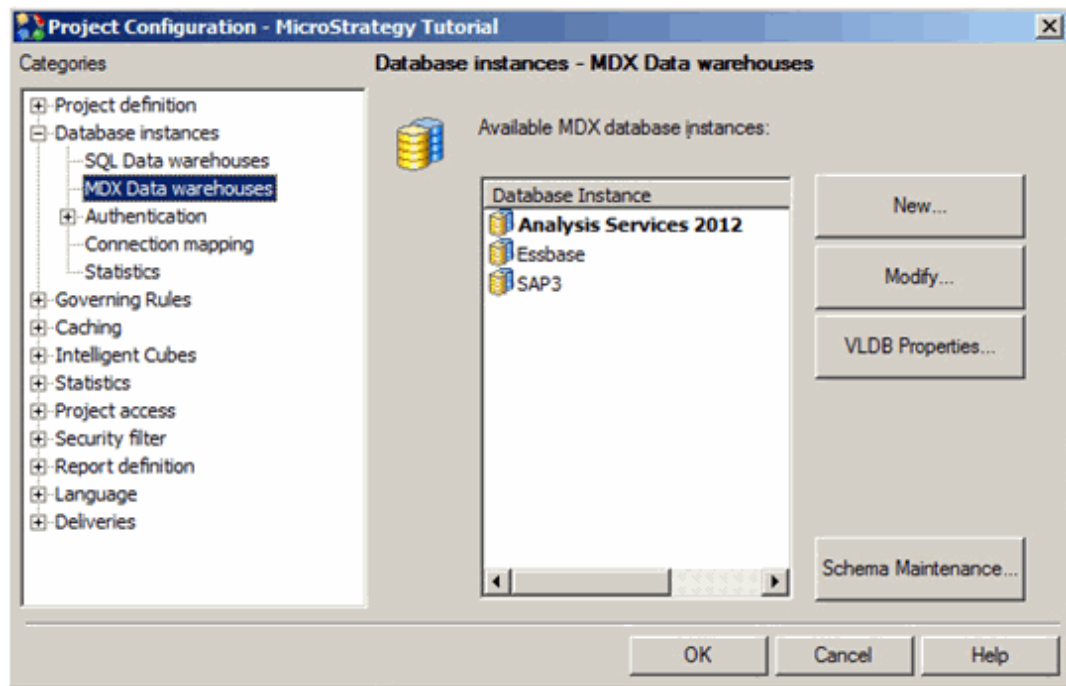 Project Configuration - MicroStrategy Tutorial
Categories
Database instances - MDX Data warehouses
Project definition
Database instances
SQL Data warehouses
MDX Data warehouses
Authentication
Connection mapping
Statistics
Governing Rules
Caching
Intelligent Cubes
Statistics
Project access
Security filter
Report definition
Language
Deliveries
Available MDX database instances:
Database Instance
Analysis Services 2012
Essbase
SAP3
New...
Modify...
VLDB Properties...
Schema Maintenance...
OK
Cancel
Help